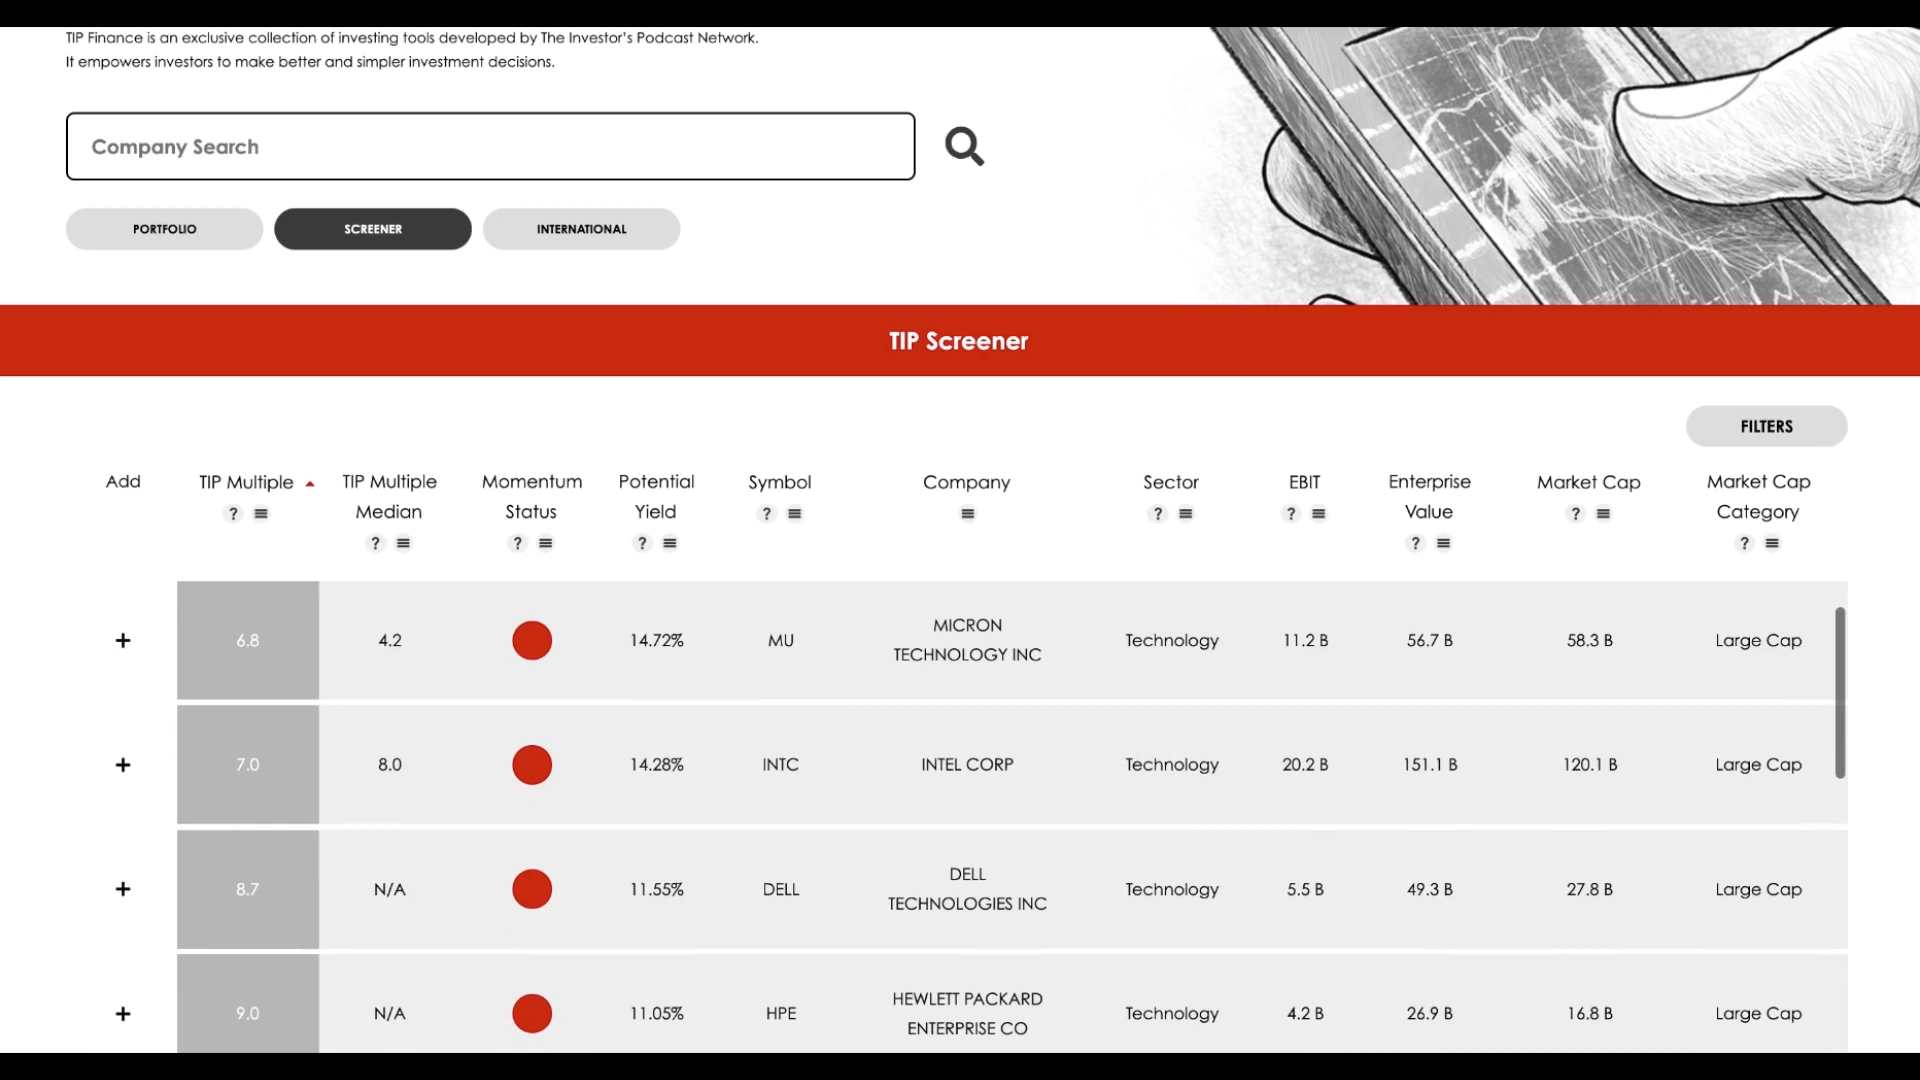 TIP Finance is an exclusive collection of investing tools developed by The Investor's Podcast Network.
It empowers investors to make better and simpler investment decisions.
Company Search
PORTFOLIO SCREENER INTERNATIONAL
TIP Screener
FILTERS
Add TIP Multiple TIP Multiple Momentum Potential Symbol Company Sector EBIT Enterprise Market Cap Market Cap
Median Status Yield Value Category
? ? ? ? ? ? ? ? ? ?
+ 6.8 4.2 14.72% MU MICRON TECHNOLOGY INC Technology 11.2 B 56.7 B 58.3 B Large Cap
+ 7.0 8.0 14.28% INTC INTEL CORP Technology 20.2 B 151.1 B 120.1 B Large Cap
+ 8.7 N/A 11.55% DELL DELL TECHNOLOGIES INC Technology 5.5 B 49.3 B 27.8 B Large Cap
+ 9.0 N/A 11.05% HPE HEWLETT PACKARD ENTERPRISE CO Technology 4.2 B 26.9 B 16.8 B Large Cap